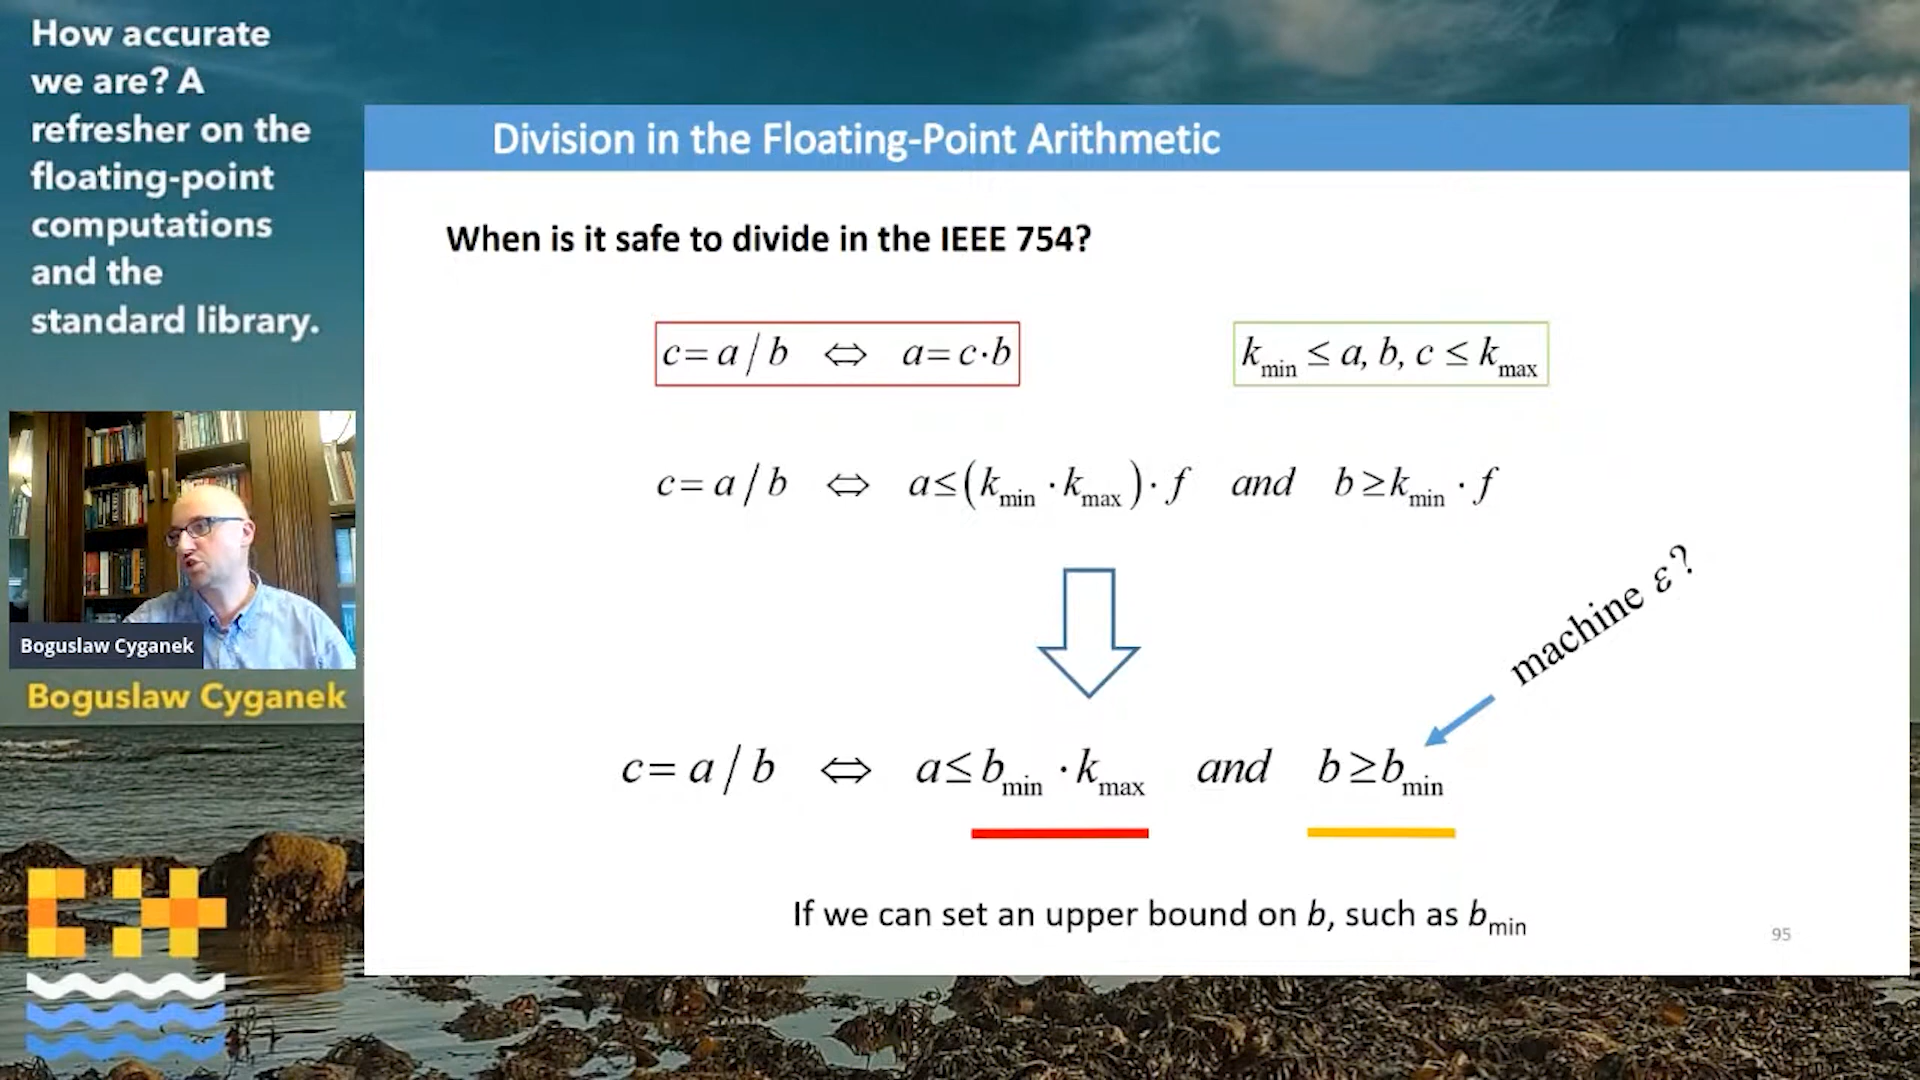 How accurate
we are? A
refresher on the
floating-point
computations
and the
standard library.
Boguslaw Cyganek
Boguslaw Cyganek
Division in the Floating-Point Arithmetic
When is it safe to divide in the IEEE 754?
c = a / b ⇔ a = c·b
k_min ≤ a, b, c ≤ k_max
c = a / b ⇔ a ≤ (k_min · k_max) · f and b ≥ k_min · f
machine ε ?
c = a / b ⇔ a ≤ b_min · k_max and b ≥ b_min
If we can set an upper bound on b, such as b_min
95